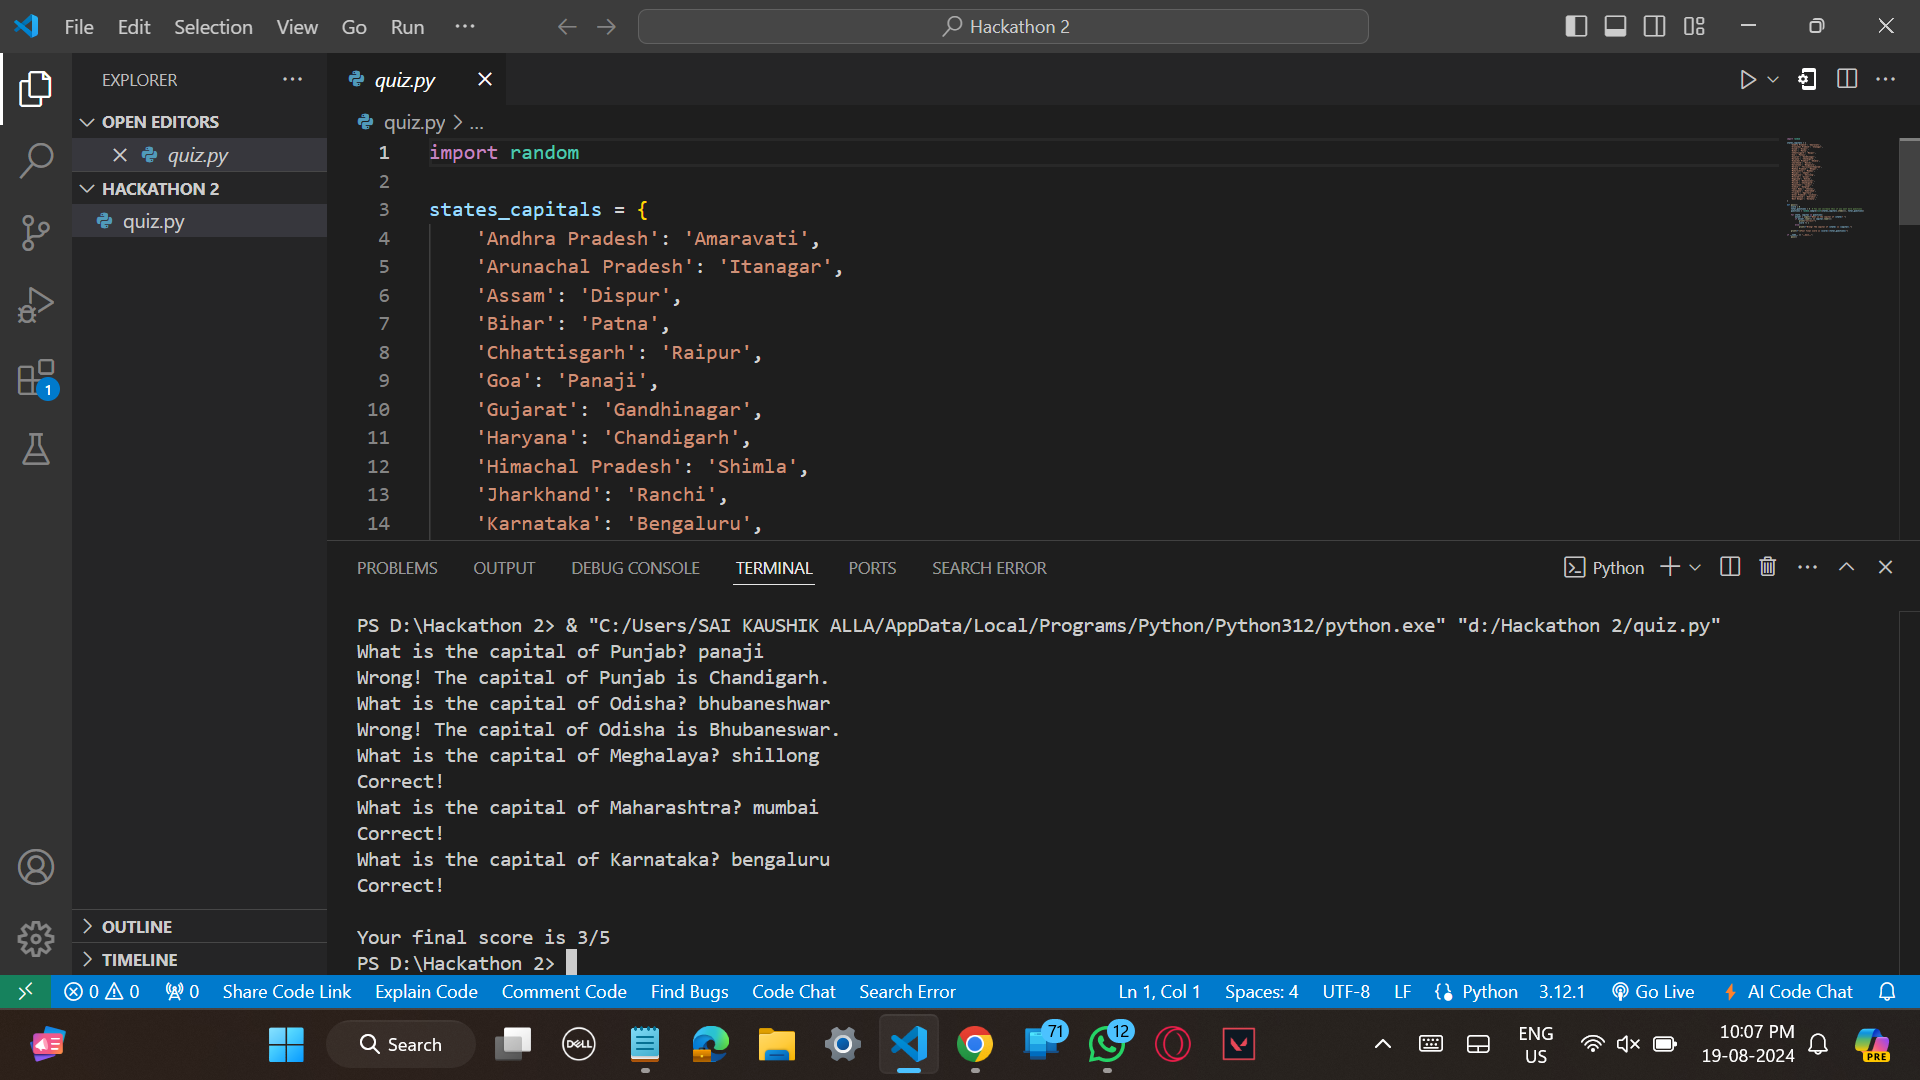 File Edit Selection View Go Run ···
Hackathon 2
EXPLORER ···
OPEN EDITORS
quiz.py
HACKATHON 2
quiz.py
1
OUTLINE
TIMELINE
quiz.py
quiz.py > ...
1 import random
2
3 states_capitals = {
4 'Andhra Pradesh': 'Amaravati',
5 'Arunachal Pradesh': 'Itanagar',
6 'Assam': 'Dispur',
7 'Bihar': 'Patna',
8 'Chhattisgarh': 'Raipur',
9 'Goa': 'Panaji',
10 'Gujarat': 'Gandhinagar',
11 'Haryana': 'Chandigarh',
12 'Himachal Pradesh': 'Shimla',
13 'Jharkhand': 'Ranchi',
14 'Karnataka': 'Bengaluru',
PROBLEMS OUTPUT DEBUG CONSOLE TERMINAL PORTS SEARCH ERROR Python
PS D:\Hackathon 2> & "C:/Users/SAI KAUSHIK ALLA/AppData/Local/Programs/Python/Python312/python.exe" "d:/Hackathon 2/quiz.py"
What is the capital of Punjab? panaji
Wrong! The capital of Punjab is Chandigarh.
What is the capital of Odisha? bhubaneshwar
Wrong! The capital of Odisha is Bhubaneswar.
What is the capital of Meghalaya? shillong
Correct!
What is the capital of Maharashtra? mumbai
Correct!
What is the capital of Karnataka? bengaluru
Correct!
Your final score is 3/5
PS D:\Hackathon 2>
0 0 0 Share Code Link Explain Code Comment Code Find Bugs Code Chat Search Error Ln 1, Col 1 Spaces: 4 UTF-8 LF Python 3.12.1 Go Live AI Code Chat
Search DELL 71 12 ENG US 10:07 PM 19-08-2024 PRE